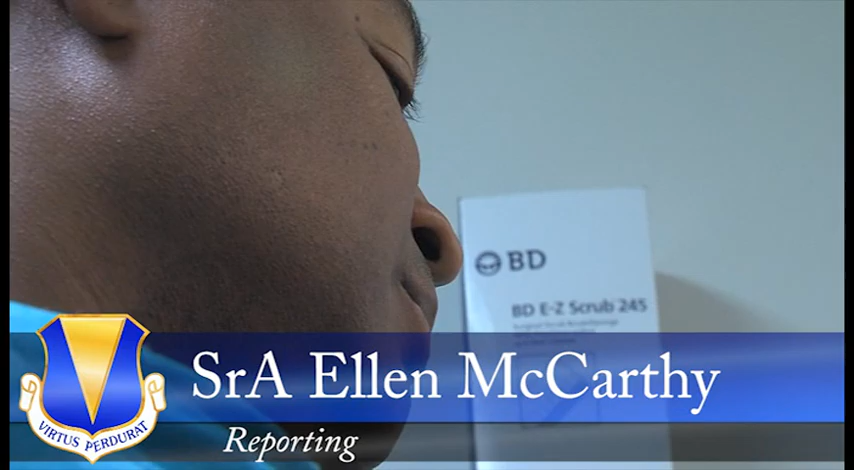 BD
BD E-Z Scrub 245
SrA Ellen McCarthy
VIRTUS PERDURAT
Reporting